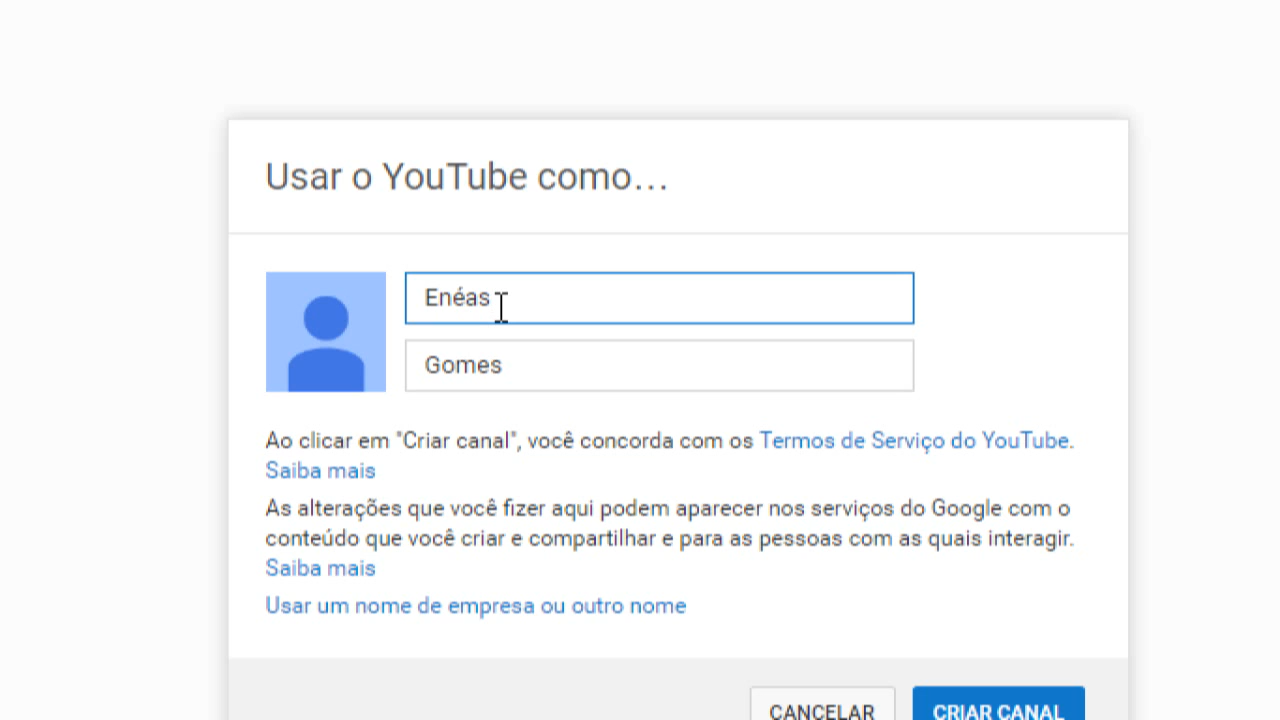 Usar o YouTube como...
Enéas
Gomes
Ao clicar em "Criar canal", você concorda com os Termos de Serviço do YouTube.
Saiba mais
As alterações que você fizer aqui podem aparecer nos serviços do Google com o
conteúdo que você criar e compartilhar e para as pessoas com as quais interagir.
Saiba mais
Usar um nome de empresa ou outro nome
CANCELAR CRIAR CANAL